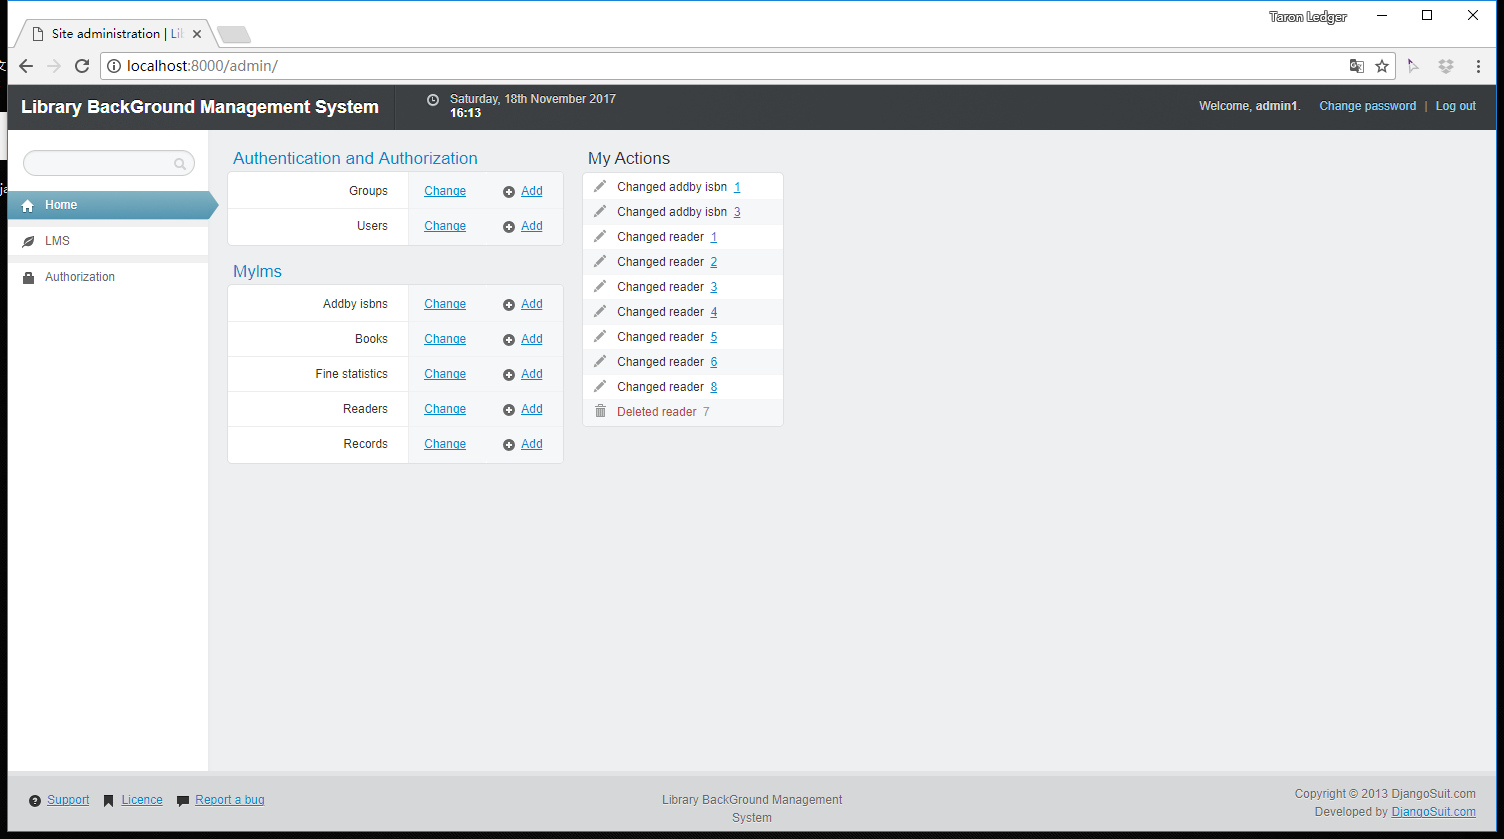 Taron Ledger
Site administration | Li
localhost:8000/admin/
Library BackGround Management System
Saturday, 18th November 2017
16:13
Welcome, admin1. Change password | Log out
Home
LMS
Authorization
Authentication and Authorization
Groups Change Add
Users Change Add
Mylms
Addby isbns Change Add
Books Change Add
Fine statistics Change Add
Readers Change Add
Records Change Add
My Actions
Changed addby isbn 1
Changed addby isbn 3
Changed reader 1
Changed reader 2
Changed reader 3
Changed reader 4
Changed reader 5
Changed reader 6
Changed reader 8
Deleted reader 7
Support Licence Report a bug
Library BackGround Management
System
Copyright © 2013 DjangoSuit.com
Developed by DjangoSuit.com